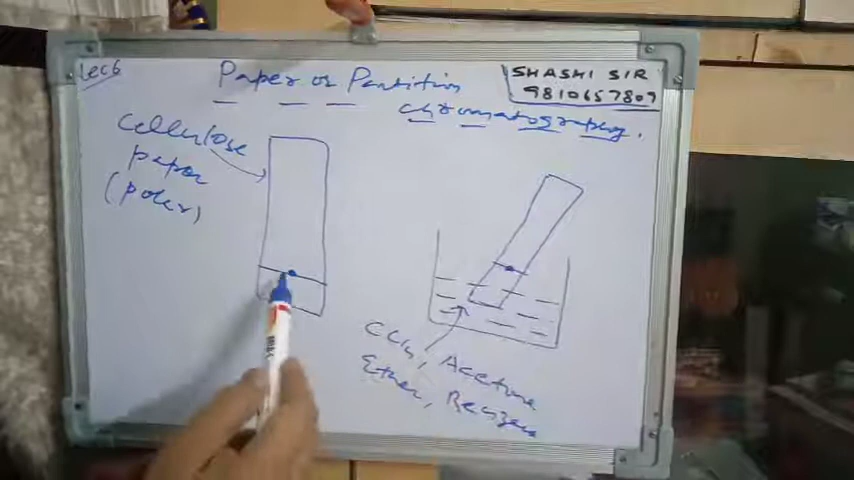 Lec6
Paper or Partition
chromatography.
SHASHI SIR
9810657809
Cellulose
paper
(polar)
CCl4, Acetone
Ether, Benzene